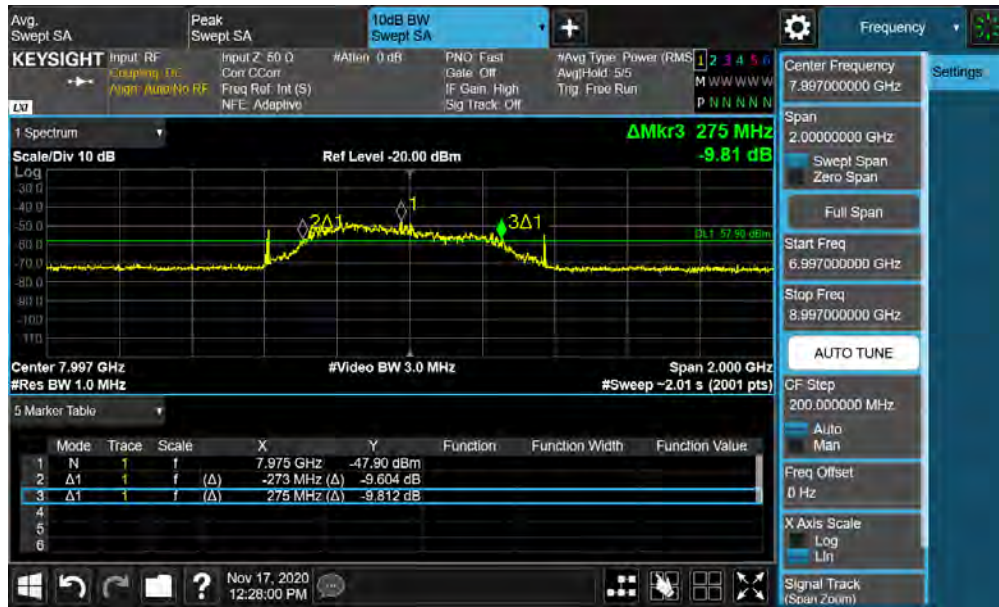 Avg.
Swept SA
Peak
Swept SA
10dB BW
Swept SA
Frequency
KEYSIGHT
Input: RF
Coupling: DC
Align: Auto/No RF
Input Z: 50 Ω
Corr CCorr
Freq Ref: Int (S)
NFE: Adaptive
#Atten: 0 dB
PNO: Fast
Gate: Off
IF Gain: High
Sig Track: Off
#Avg Type: Power (RMS
Avg|Hold: 5/5
Trig: Free Run
1 2 3 4 5 6
M W W W W W
P N N N N N
LXI
1 Spectrum
ΔMkr3 275 MHz
-9.81 dB
Scale/Div 10 dB
Ref Level -20.00 dBm
Log
-30.0
-40.0
-50.0
-60.0
-70.0
-80.0
-90.0
-100
-110
2Δ1
1
3Δ1
DL1 -57.90 dBm
Center 7.997 GHz
#Video BW 3.0 MHz
Span 2.000 GHz
#Res BW 1.0 MHz
#Sweep ~2.01 s (2001 pts)
5 Marker Table
Mode Trace Scale X Y Function Function Width Function Value
1 N 1 f 7.975 GHz -47.90 dBm
2 Δ1 1 f (Δ) -273 MHz (Δ) -9.604 dB
3 Δ1 1 f (Δ) 275 MHz (Δ) -9.812 dB
4
5
6
Nov 17, 2020
12:28:00 PM
Center Frequency
7.997000000 GHz
Settings
Span
2.00000000 GHz
Swept Span
Zero Span
Full Span
Start Freq
6.997000000 GHz
Stop Freq
8.997000000 GHz
AUTO TUNE
CF Step
200.000000 MHz
Auto
Man
Freq Offset
0 Hz
X Axis Scale
Log
Lin
Signal Track
(Span Zoom)